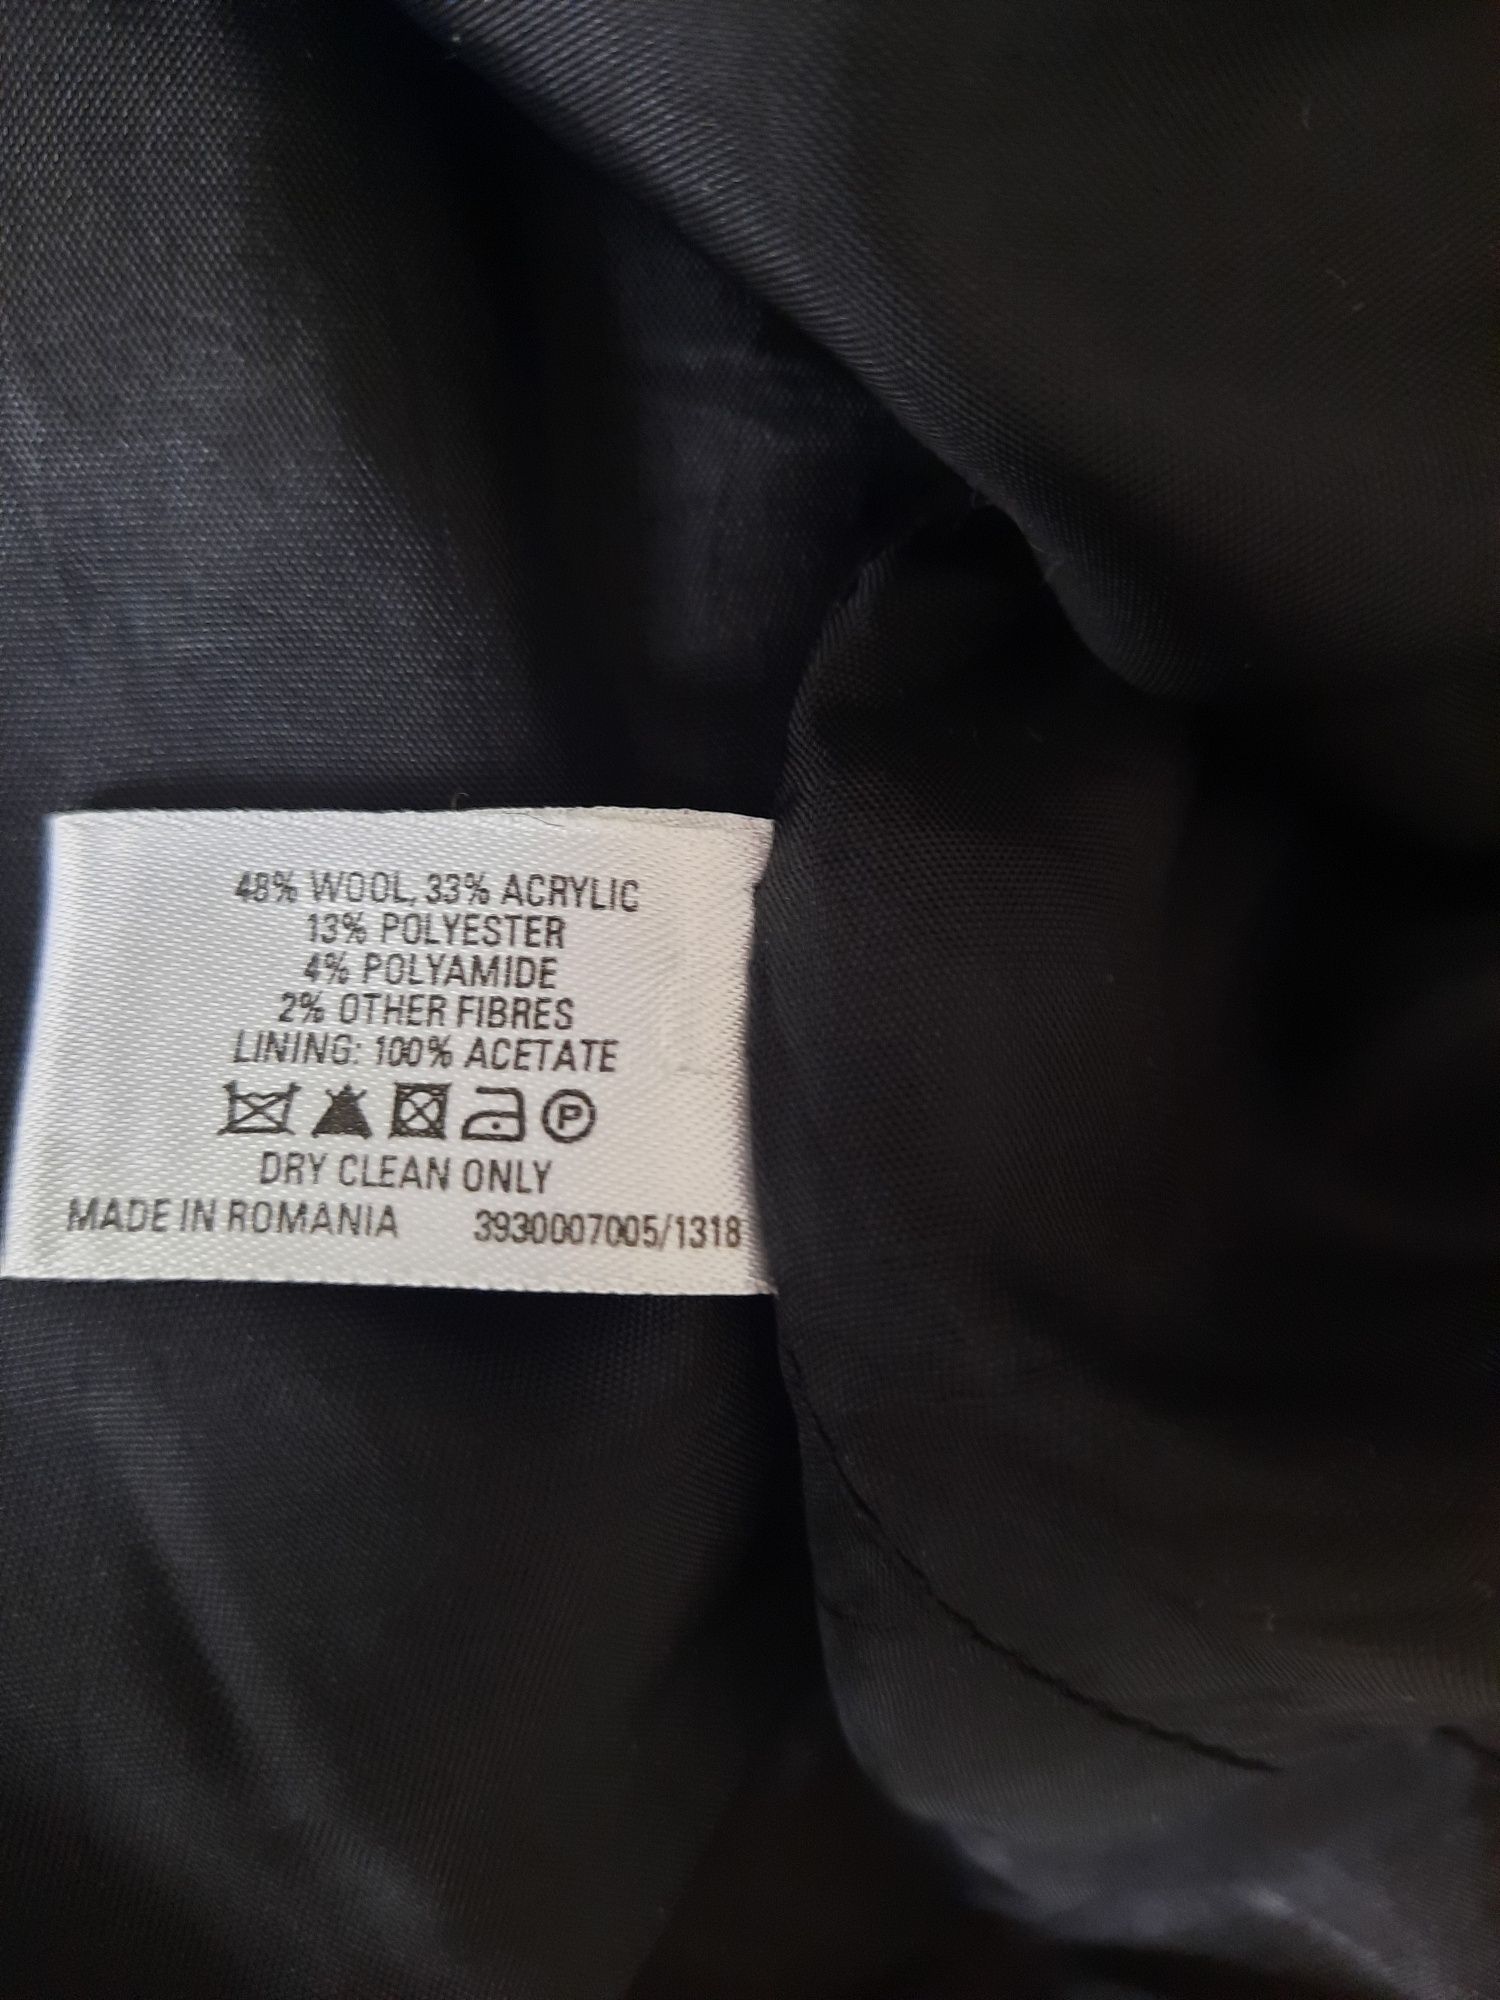 48% WOOL, 33% ACRYLIC
13% POLYESTER
4% POLYAMIDE
2% OTHER FIBRES
LINING: 100% ACETATE
P
DRY CLEAN ONLY
MADE IN ROMANIA 3930007005/1318